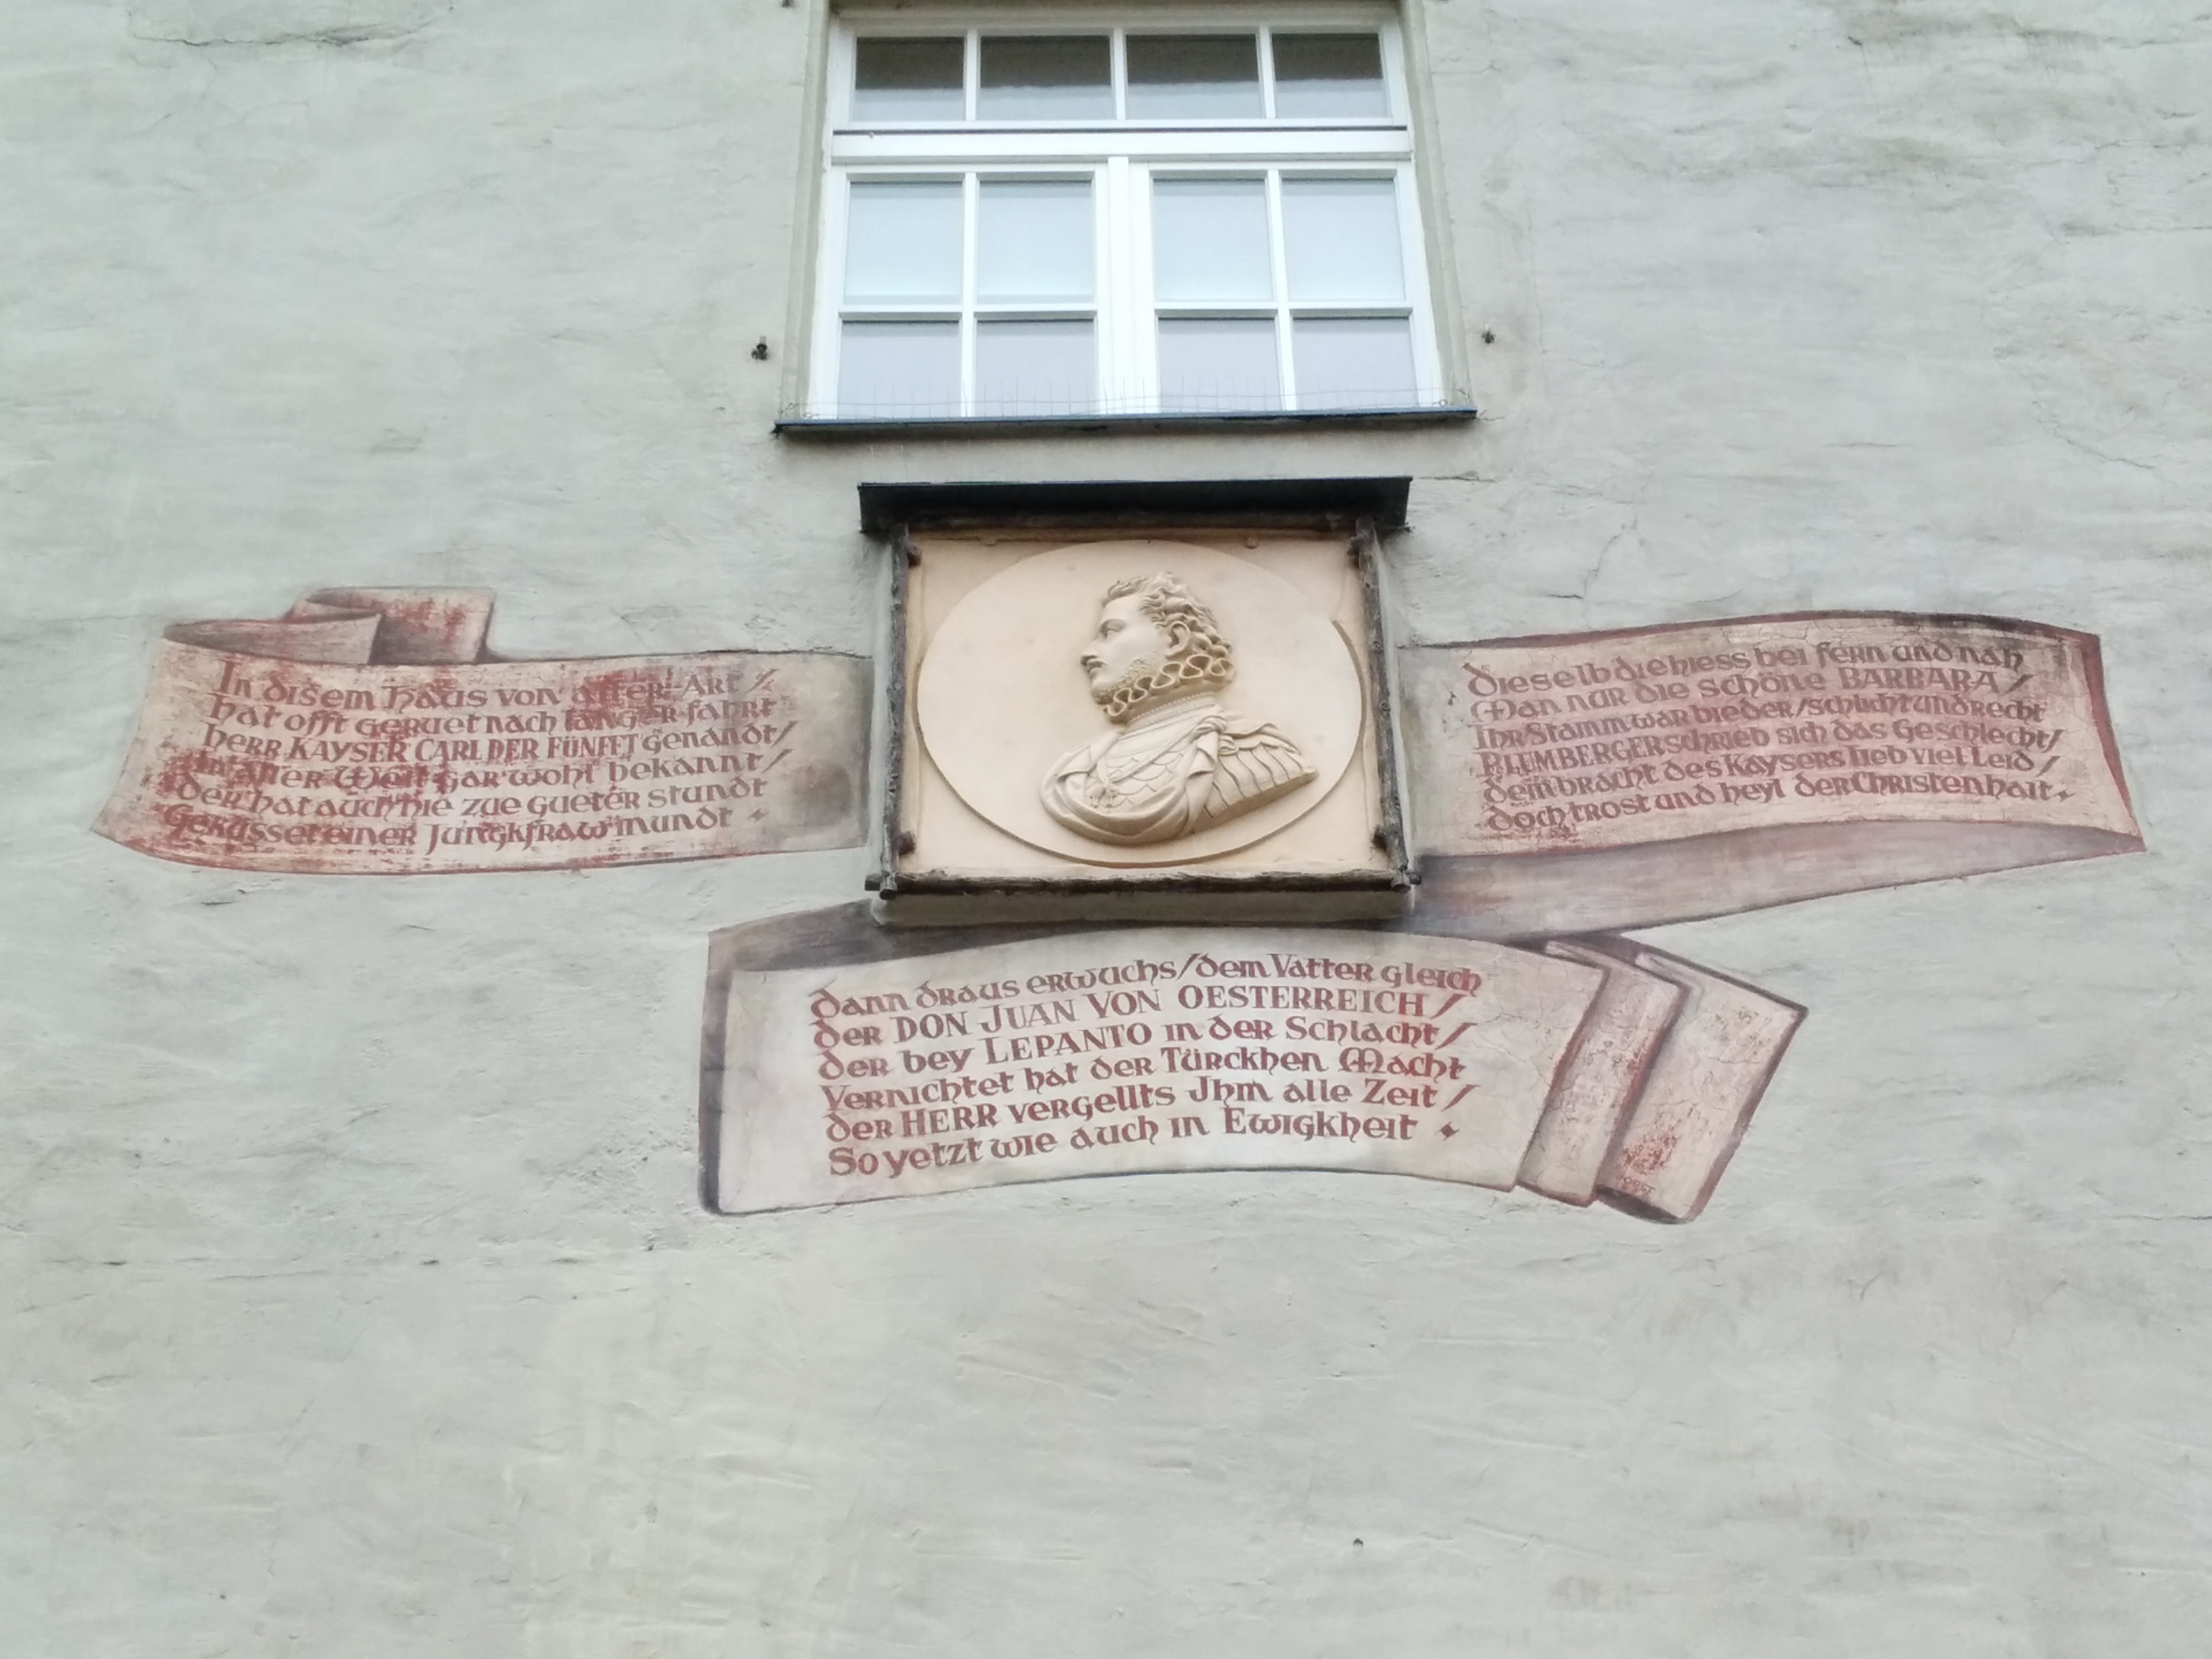 In disem Haus von alter Art /
hat offt geruet nach langer fahrt
herr KAYSER CARL DER FÜNFFT genandt /
In aller Welt gar wohl bekannt /
der hat auch hie zue gueter stundt
Geküsset einer Jungkfraw mundt
dieselb die hiess bei fern und nah
Man nur die schöne BARBARA /
Ihr Stamm war bieder / schlicht und recht
PLUMBERGER schrieb sich das Geschlecht /
dem bracht des Kaysers lieb viel Leid /
doch trost und heyl der Christenhait
dann draus erwuchs / dem Vatter gleich
der DON JUAN VON OESTERREICH /
der bey LEPANTO in der Schlacht /
Vernichtet hat der Türckhen Macht
der HERR vergellts Jhm alle Zeit /
So yetzt wie auch in Ewigkheit